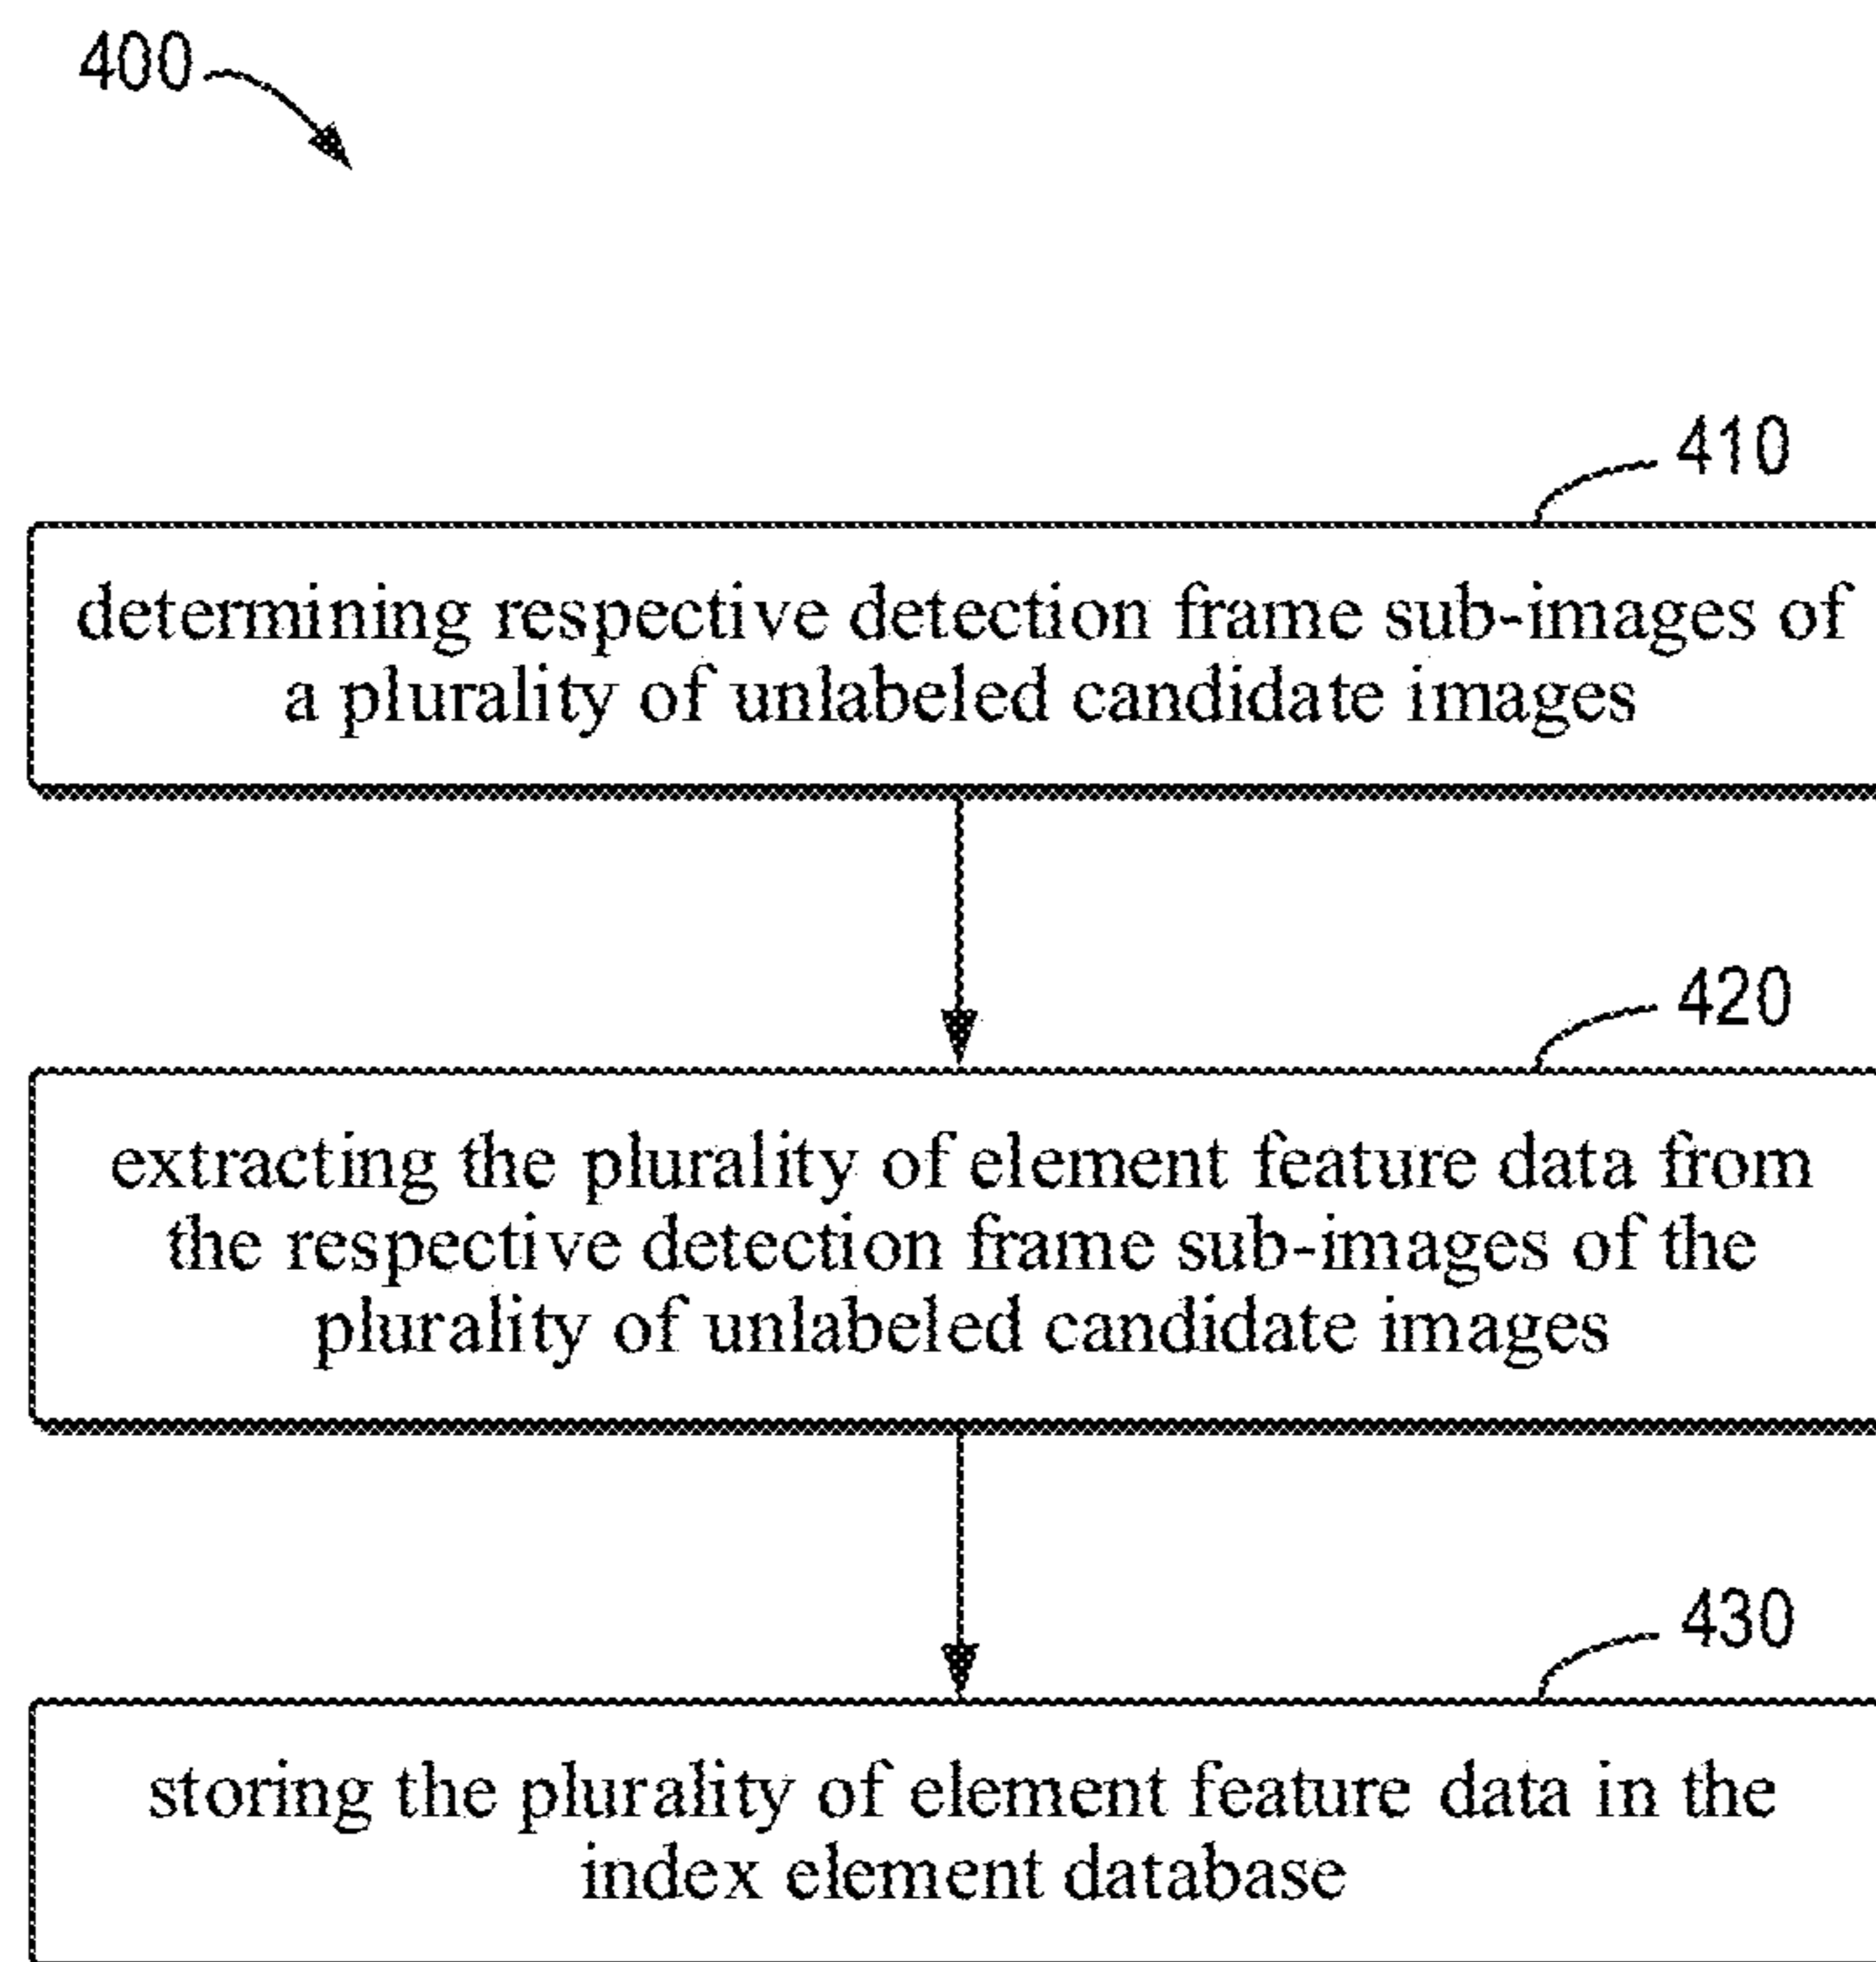 400
410
determining respective detection frame sub-images of
a plurality of unlabeled candidate images
420
extracting the plurality of element feature data from
the respective detection frame sub-images of the
plurality of unlabeled candidate images
430
storing the plurality of element feature data in the
index element database